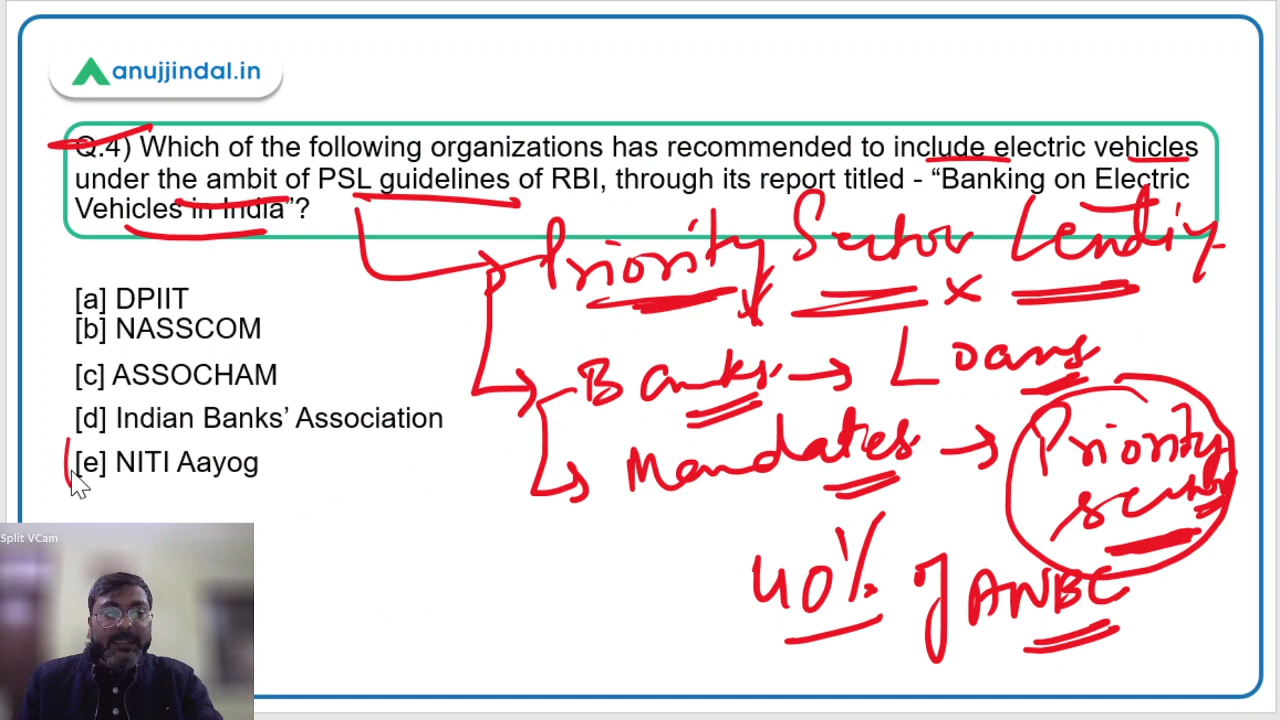 anujjindal.in
Q.4) Which of the following organizations has recommended to include electric vehicles
under the ambit of PSL guidelines of RBI, through its report titled - “Banking on Electric
Vehicles in India”?
Priority Sector Lending
[a] DPIIT
[b] NASSCOM
Banks → Loans
[c] ASSOCHAM
[d] Indian Banks’ Association
Mandates → Priority
sector
[e] NITI Aayog
40% of ANBC
Split VCam